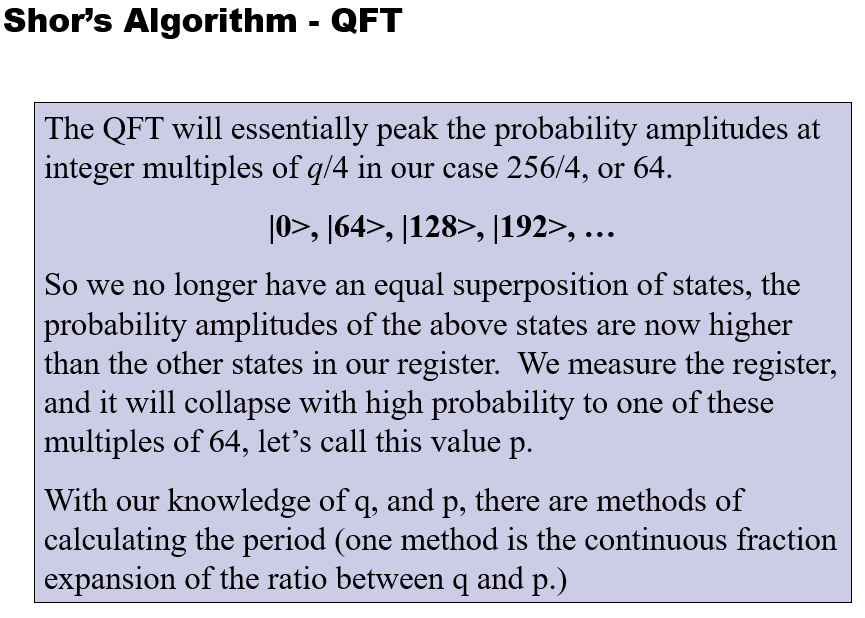 Shor’s Algorithm - QFT
The QFT will essentially peak the probability amplitudes at
integer multiples of q/4 in our case 256/4, or 64.
|0>, |64>, |128>, |192>, …
So we no longer have an equal superposition of states, the
probability amplitudes of the above states are now higher
than the other states in our register.  We measure the register,
and it will collapse with high probability to one of these
multiples of 64, let’s call this value p.
With our knowledge of q, and p, there are methods of
calculating the period (one method is the continuous fraction
expansion of the ratio between q and p.)